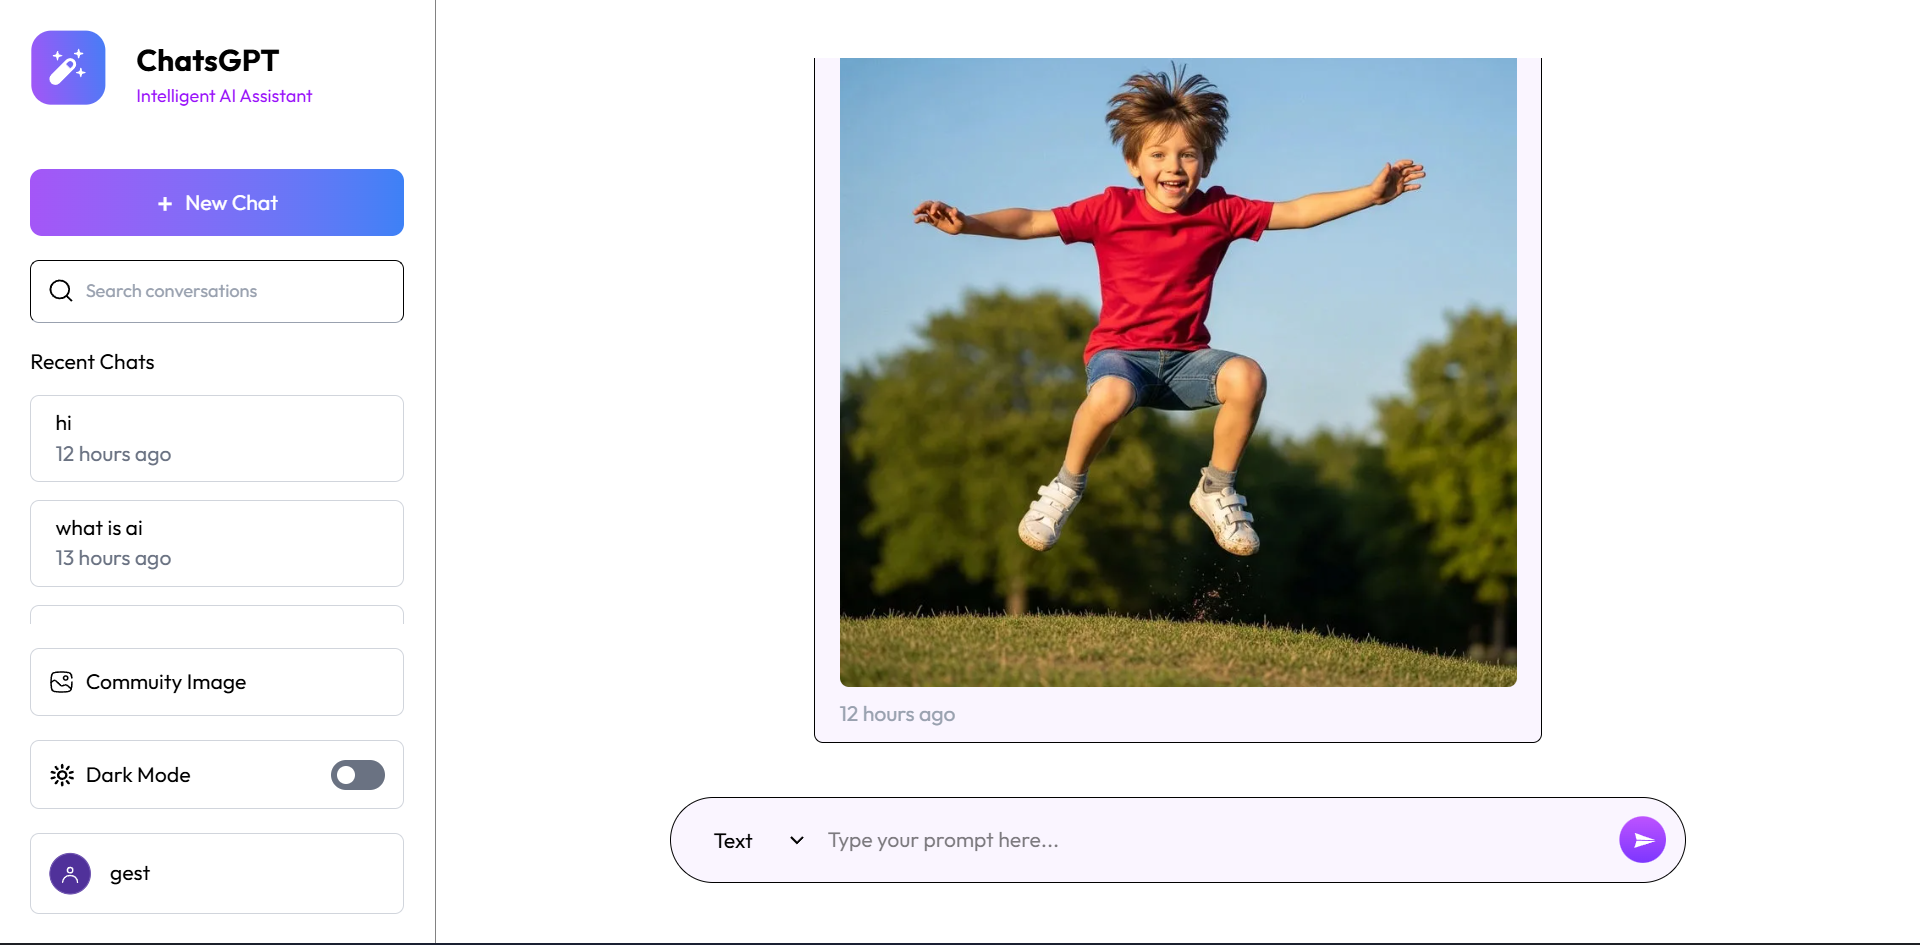 ChatsGPT
Intelligent AI Assistant
+ New Chat
Search conversations
Recent Chats
hi
12 hours ago
what is ai
13 hours ago
Commuity Image
Dark Mode
gest
12 hours ago
Text
Type your prompt here...